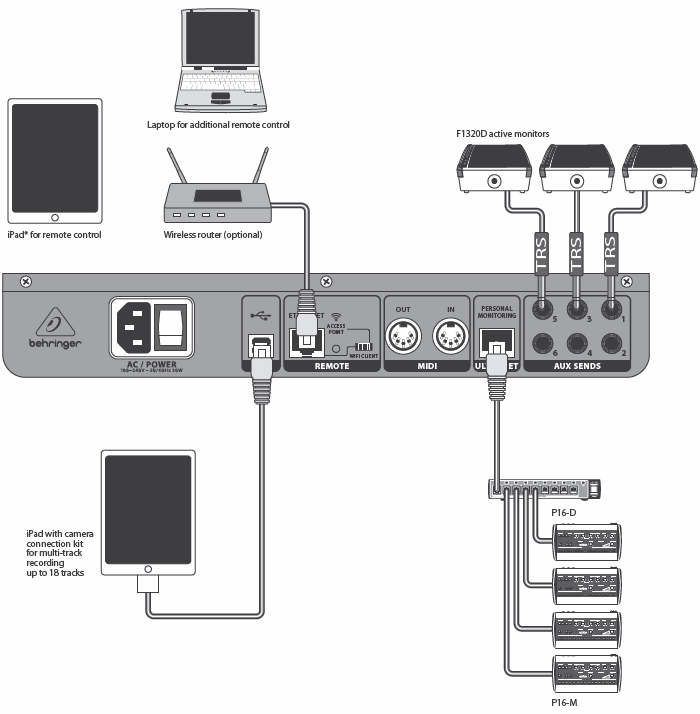 Laptop for additional remote control
F1320D active monitors
iPad* for remote control
Wireless router (optional)
TRS
TRS
TRS
behringer
AC / POWER
100-240V ~ 50/60Hz 30W
ACCESS
POINT
WIFI CLIENT
REMOTE
OUT
IN
MIDI
PERSONAL
MONITORING
5
3
1
6
4
2
AUX SENDS
P16-D
iPad with camera
connection kit
for multi-track
recording
up to 18 tracks
P16-M